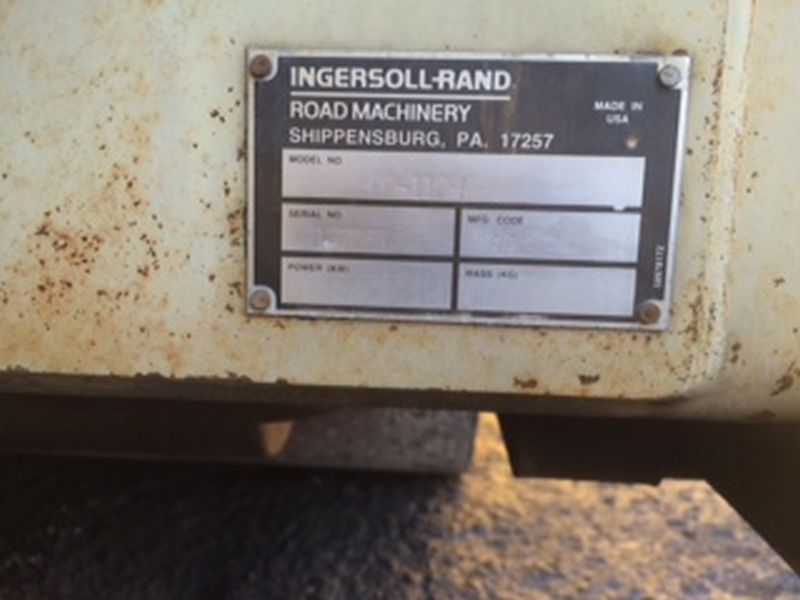 INGERSOLL-RAND
ROAD MACHINERY
SHIPPENSBURG, PA. 17257
MADE IN
USA
MODEL NO
SERIAL NO
MFG CODE
POWER (KW)
MASS (KG)